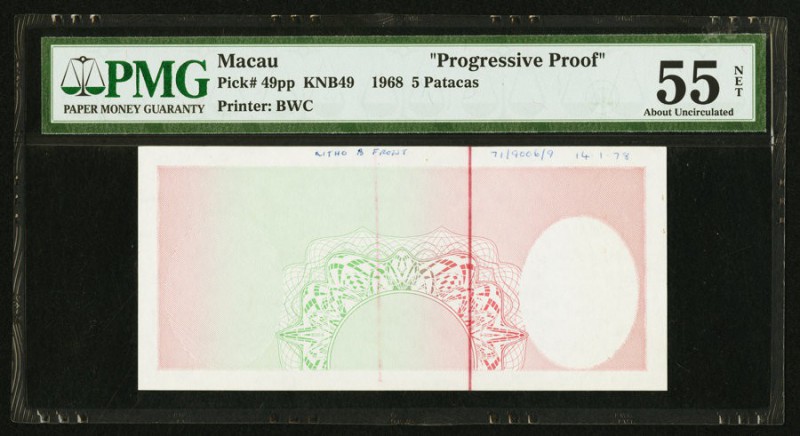 PMG
PAPER MONEY GUARANTY
Macau "Progressive Proof"
Pick# 49pp KNB49 1968 5 Patacas
Printer: BWC
55 NET
About Uncirculated
LITHO B FRONT 71/9006/9 14-1-78